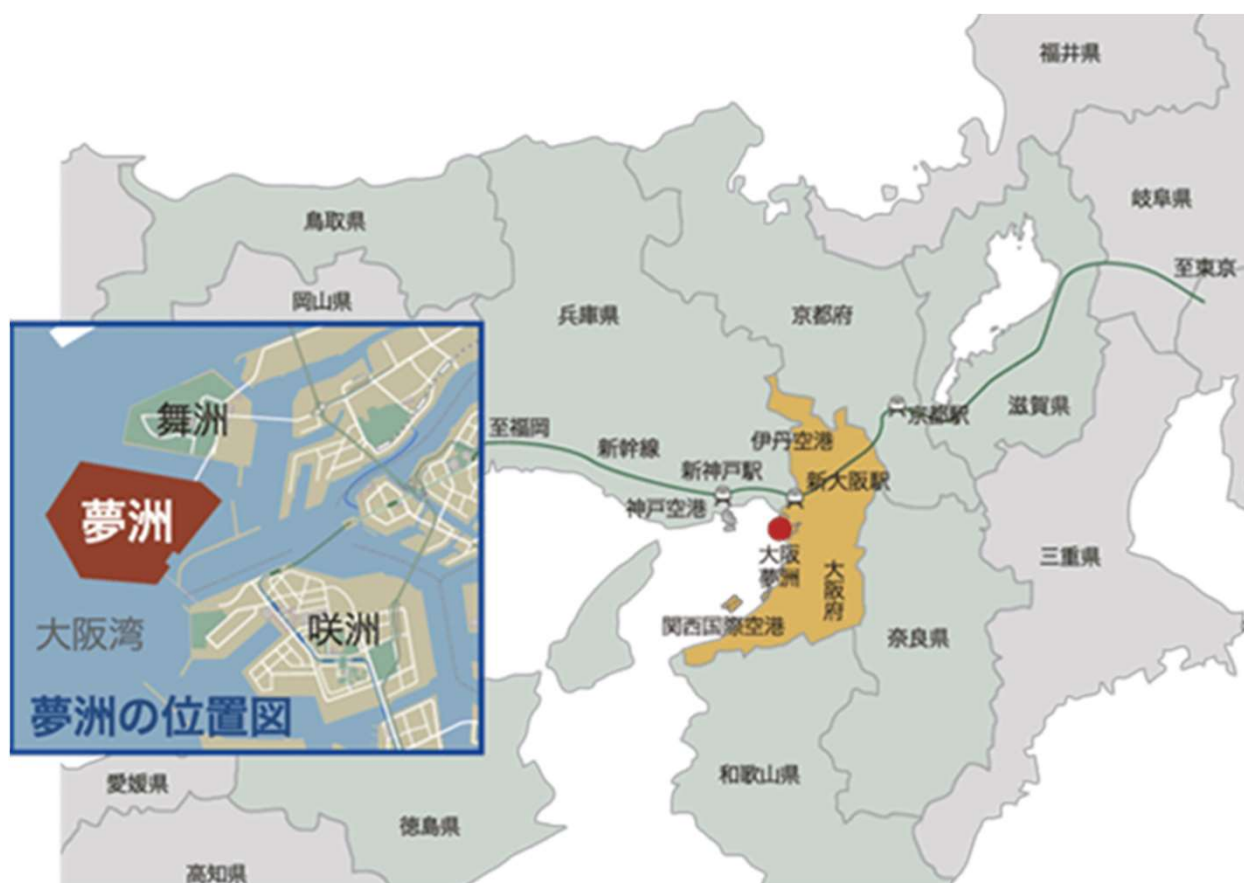 福井県
岐阜県
鳥取県
至東京
岡山県
兵庫県
京都府
舞洲
滋賀県
京都駅
至福岡
新幹線
伊丹空港
新神戸駅
新大阪駅
神戸空港
夢洲
大阪
夢洲
大阪府
三重県
大阪湾
咲洲
関西国際空港
奈良県
夢洲の位置図
愛媛県
和歌山県
徳島県
高知県